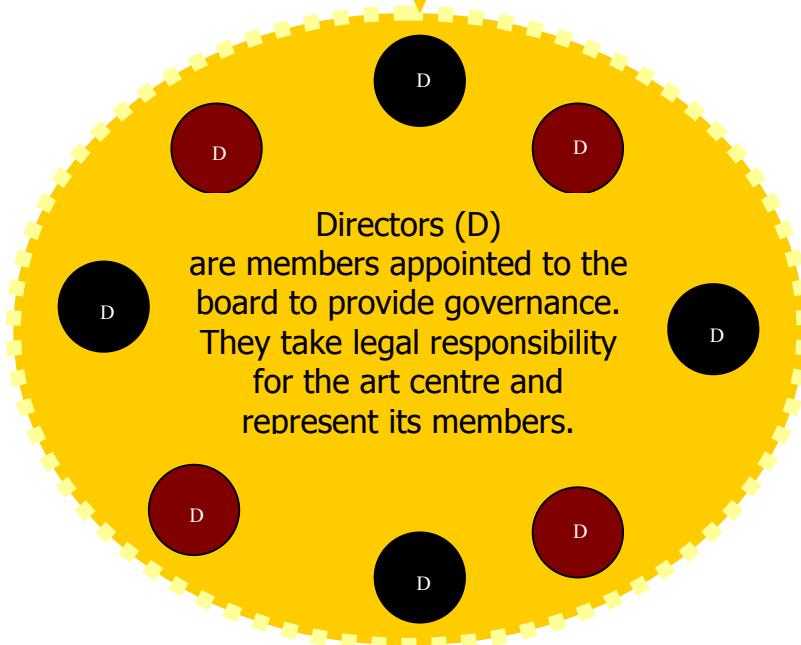 D
D
D
Directors (D)
are members appointed to the
board to provide governance.
They take legal responsibility
for the art centre and
represent its members.
D
D
D
D
D